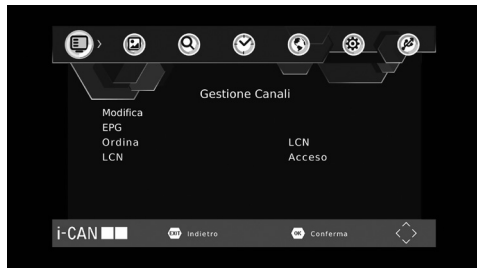 Gestione Canali
Modifica
EPG
Ordina LCN
LCN Acceso
i-CAN EXIT Indietro OK Conferma